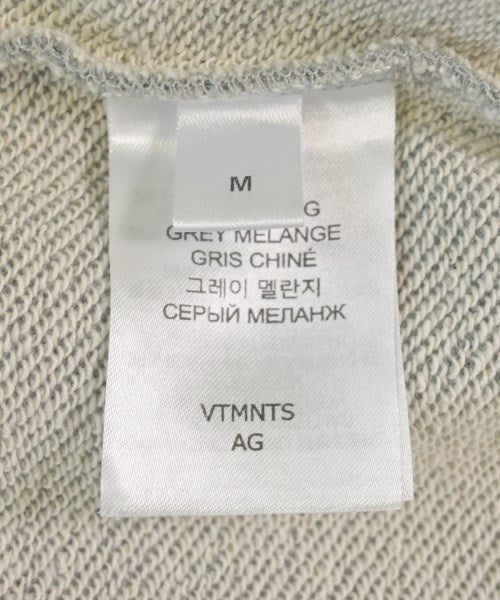 M
G
GREY MELANGE
GRIS CHINÉ
그레이 멜란지
СЕРЫЙ МЕЛАНЖ
VTMNTS
AG